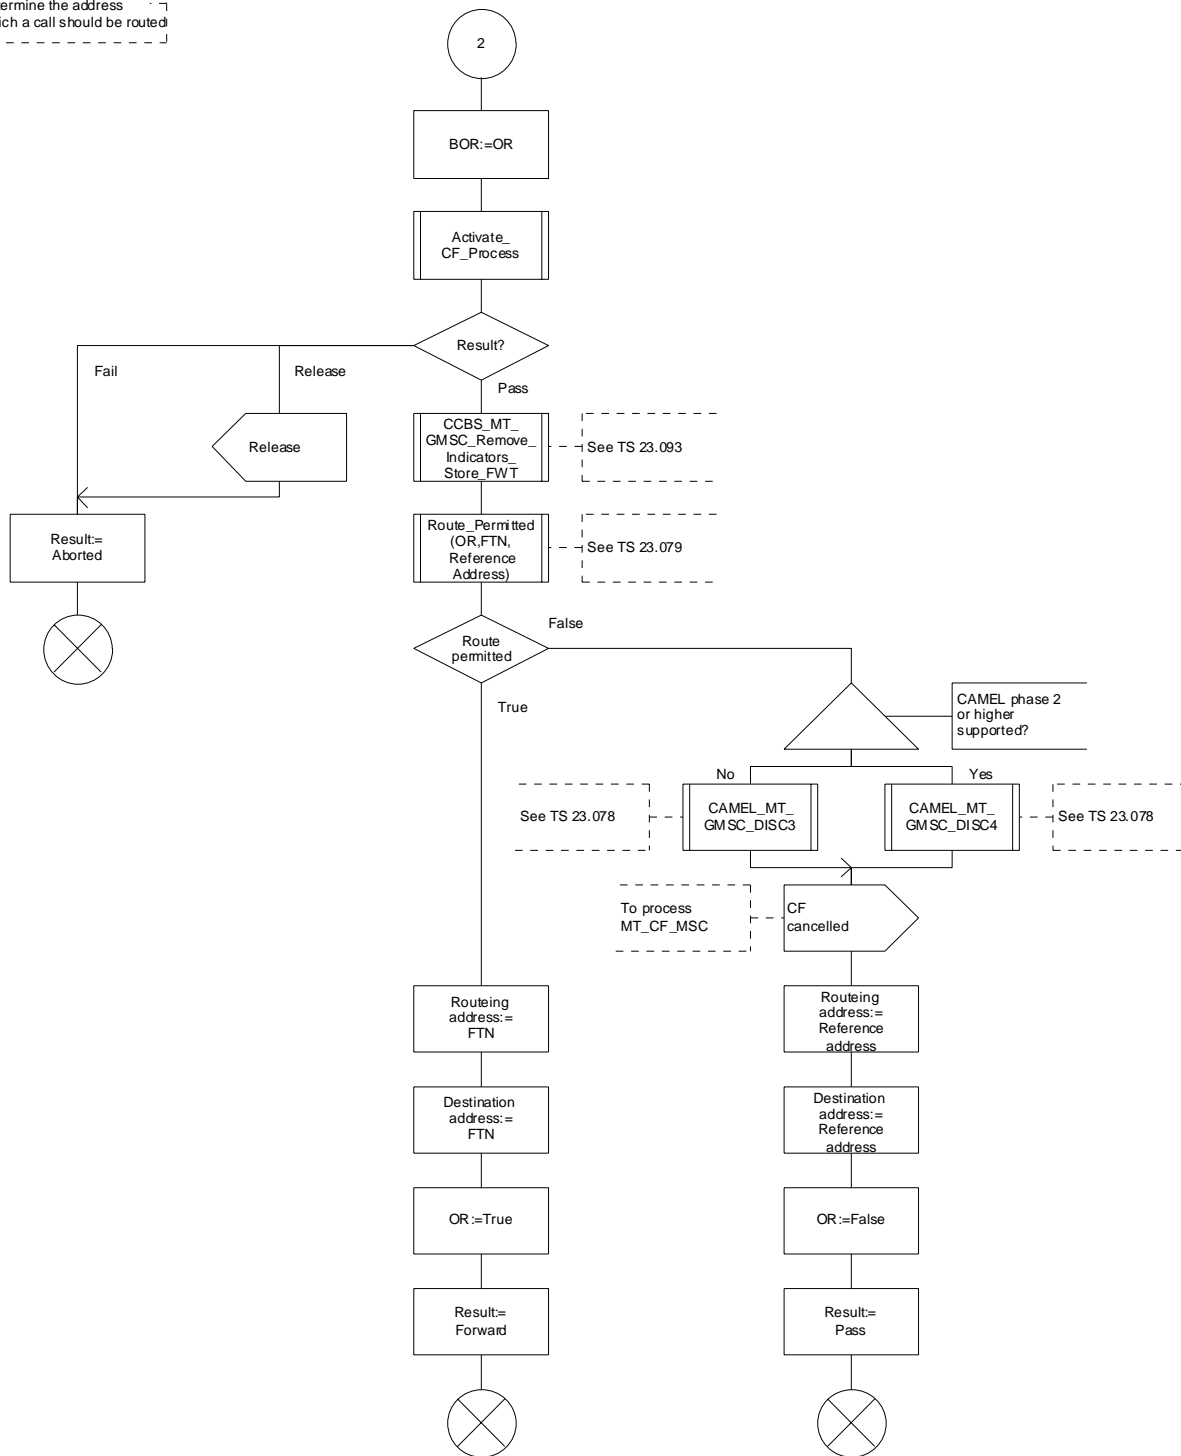 termine the address
ich a call should be routed
2
BOR:=OR
Activate_
CF_Process
Result?
Fail
Release
Pass
Release
CCBS_MT_
GMSC_Remove_
Indicators_
Store_FWT
See TS 23.093
Result:=
Aborted
Route_Permitted
(OR,FTN,
Reference
Address)
See TS 23.079
Route
permitted
False
True
CAMEL phase 2
or higher
supported?
No
Yes
See TS 23.078
CAMEL_MT_
GMSC_DISC3
CAMEL_MT_
GMSC_DISC4
See TS 23.078
To process
MT_CF_MSC
CF
cancelled
Routeing
address:=
FTN
Routeing
address:=
Reference
address
Destination
address:=
FTN
Destination
address:=
Reference
address
OR:=True
OR:=False
Result:=
Forward
Result:=
Pass